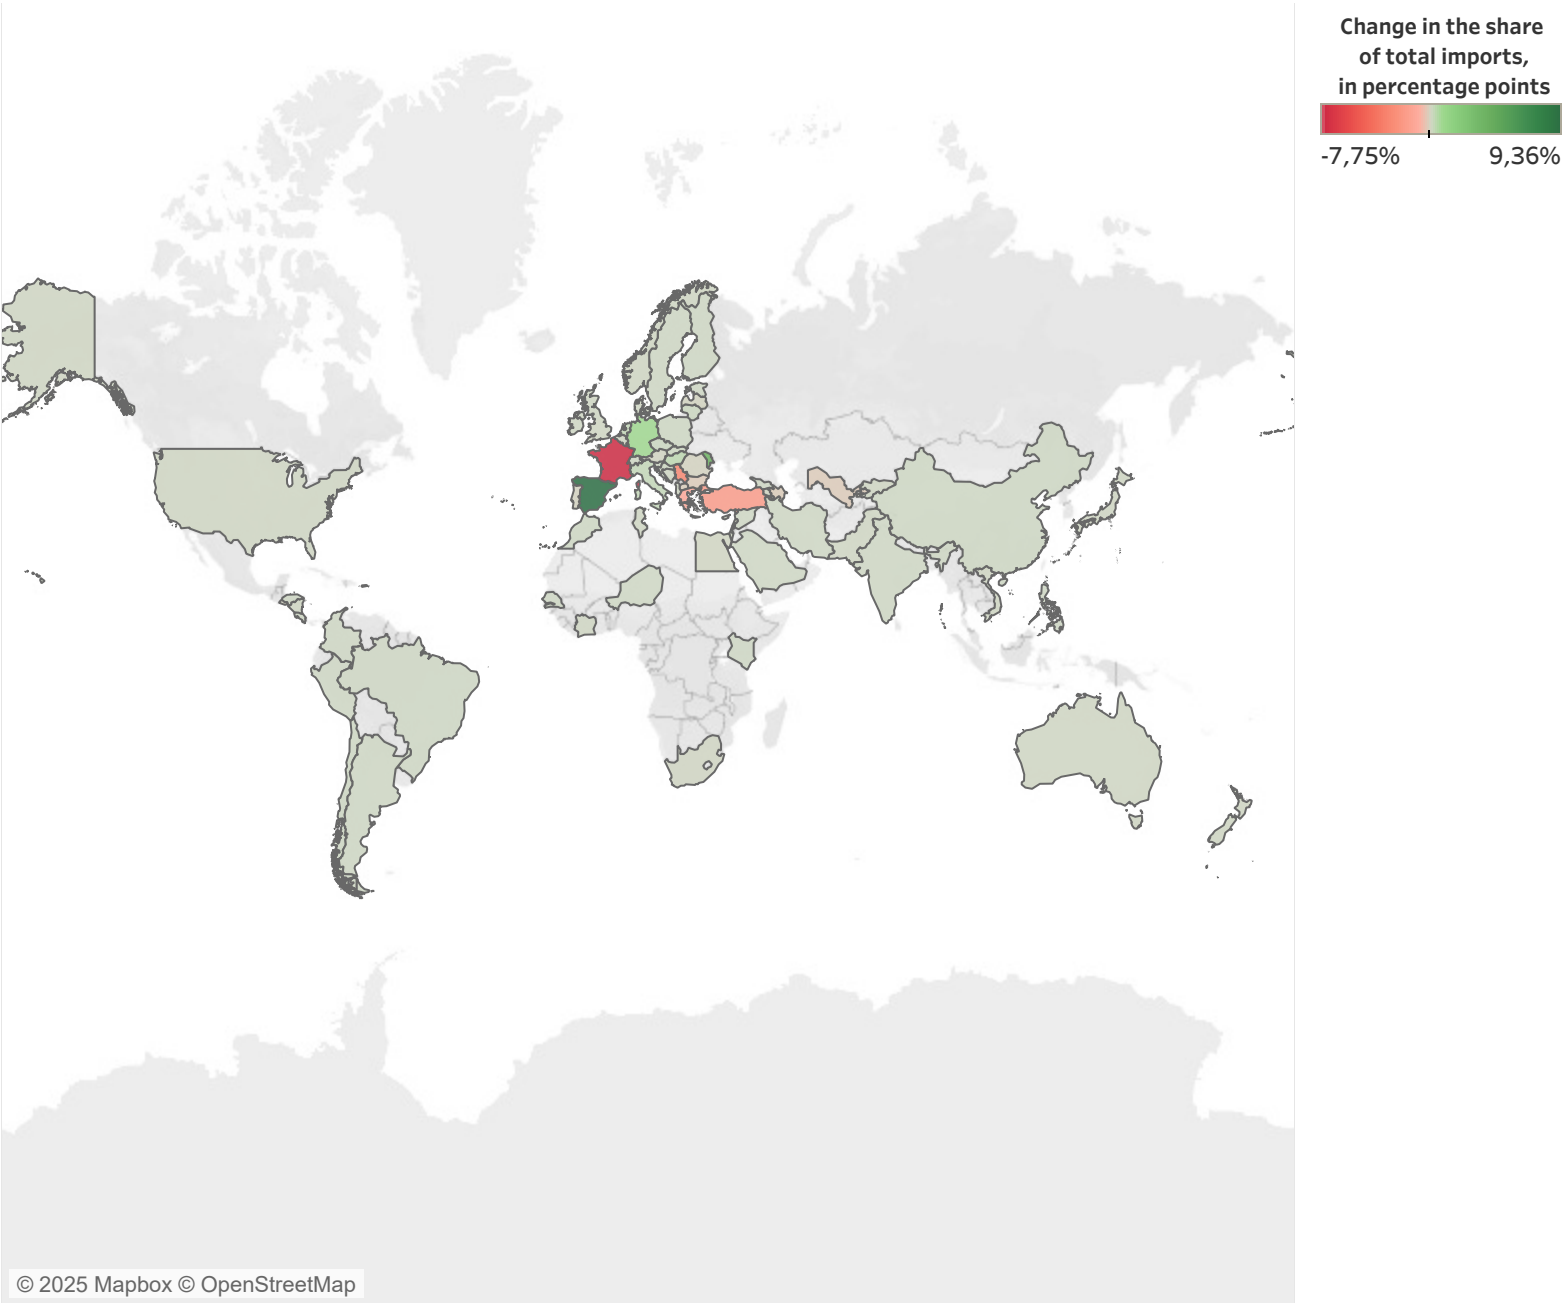 Change in the share
of total imports,
in percentage points
-7,75% 9,36%
© 2025 Mapbox © OpenStreetMap